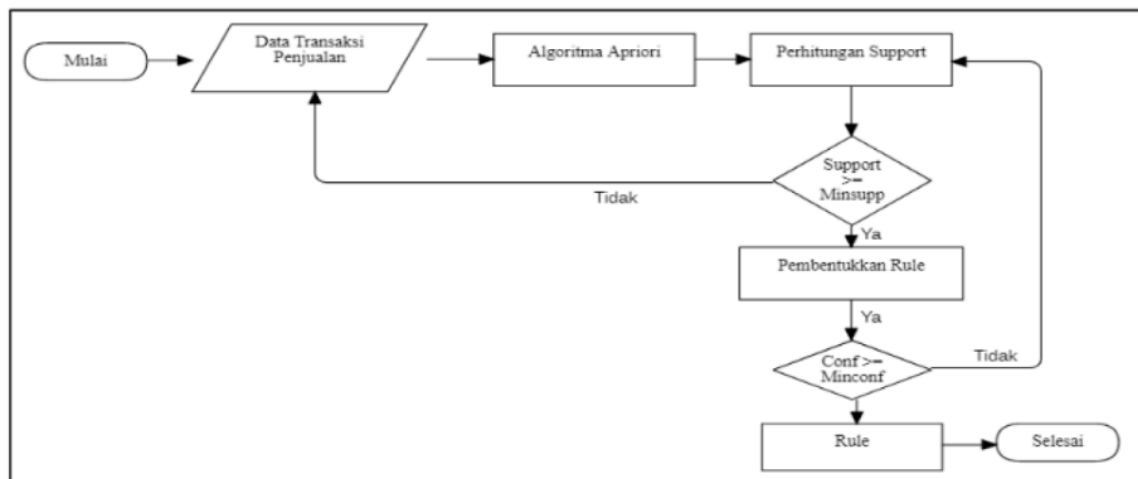 Mulai
Data Transaksi
Penjualan
Algoritma Apriori
Perhitungan Support
Support
>=
Minsupp
Tidak
Ya
Pembentukkan Rule
Ya
Conf >=
Minconf
Tidak
Rule
Selesai